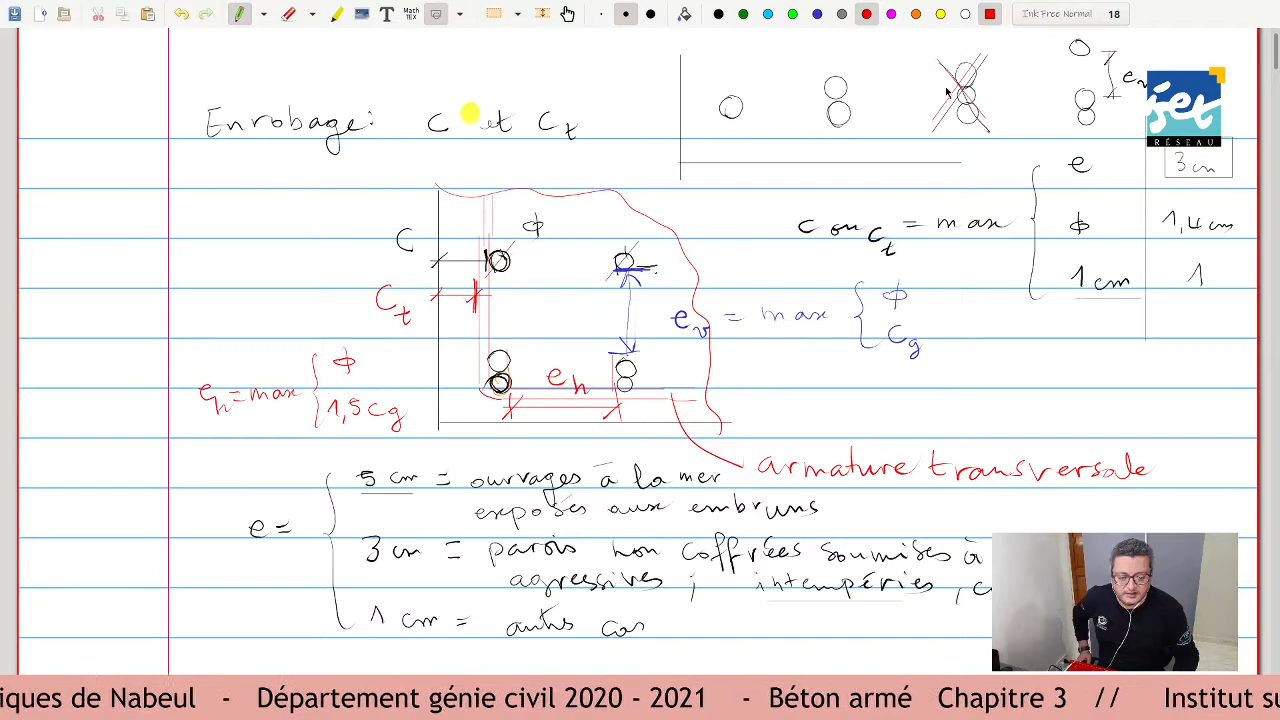 Math
TEX
Ink Free Normal
18
Enrobage: c et ct
ev
iset
RÉSEAU
c ou ct = max
e
3 cm
ϕ
1,4 cm
1 cm
1
c
ϕ
ct
ev = max
ϕ
cg
eh = max
ϕ
1,5 cg
eh
armature transversale
e =
5 cm = ouvrages à la mer
exposés aux embruns
3 cm = parois non coffrées soumises à
agressives ; intempéries , c
1 cm = autres cas
iques de Nabeul - Département génie civil 2020 - 2021 - Béton armé Chapitre 3 // Institut su